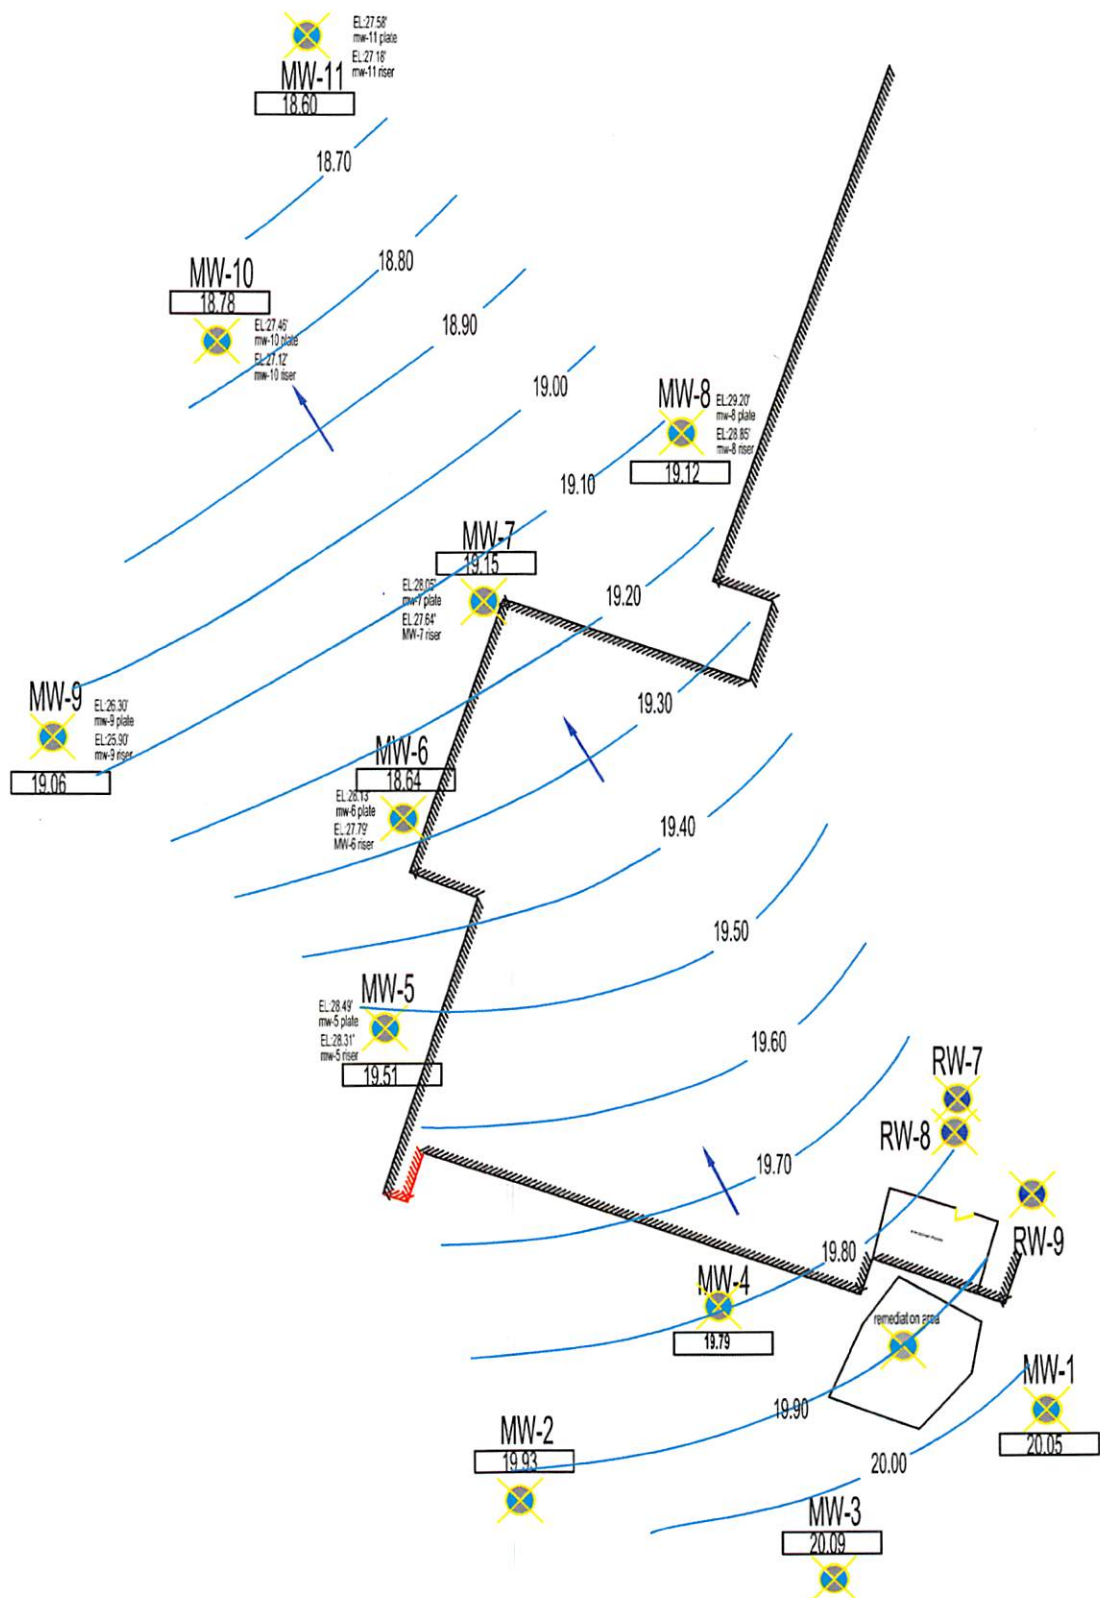 EL:27.58'
mw-11 plate
EL:27.18'
mw-11 riser
MW-11
18.60
18.70
18.80
MW-10
18.78
EL:27.46'
mw-10 plate
EL:27.12'
mw-10 riser
18.90
19.00
MW-8
EL:29.20'
mw-8 plate
EL:28.85'
mw-8 riser
19.12
19.10
MW-7
19.15
EL:28.05'
mw-7 plate
EL:27.64'
MW-7 riser
19.20
MW-9
EL:26.30'
mw-9 plate
EL:25.90'
mw-9 riser
19.06
19.30
MW-6
18.64
EL:28.13'
mw-6 plate
EL:27.79'
MW-6 riser
19.40
19.50
MW-5
EL:28.49'
mw-5 plate
EL:28.31'
mw-5 riser
19.51
19.60
RW-7
RW-8
19.70
RW-9
19.80
MW-4
19.79
remediation area
MW-1
20.05
19.90
MW-2
19.93
20.00
MW-3
20.09